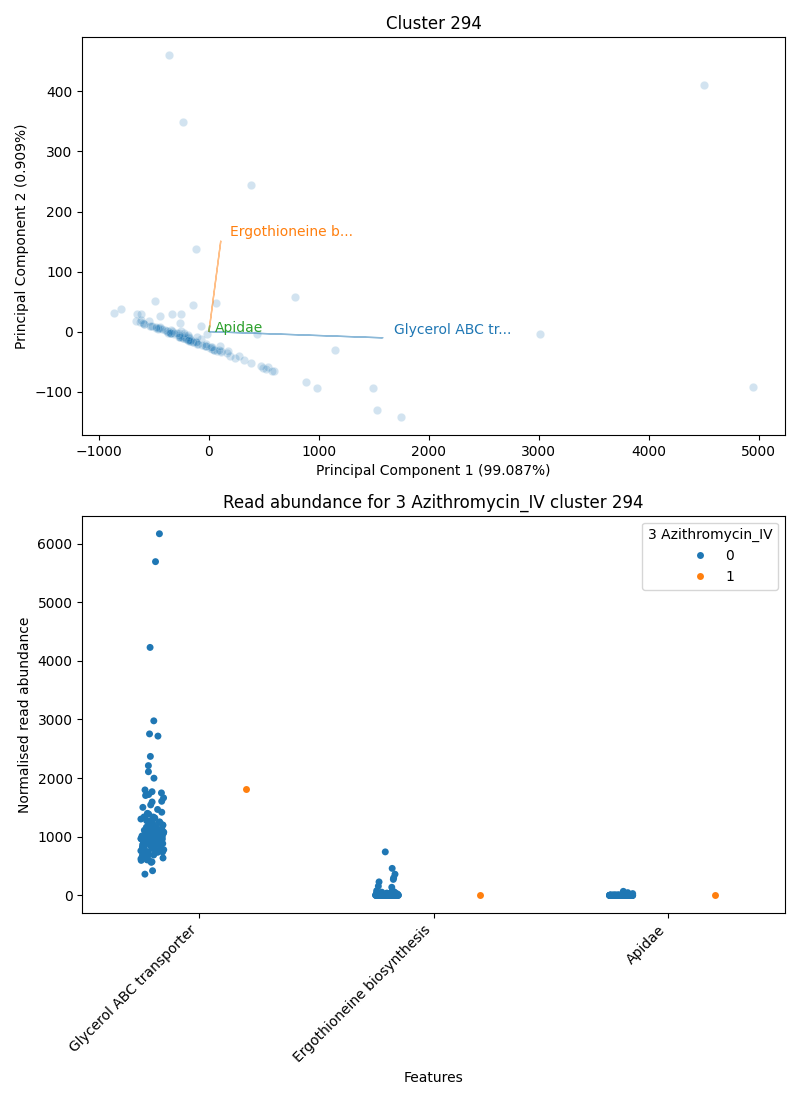 Cluster 294
Principal Component 2 (0.909%)
400
300
200
100
0
−100
Ergothioneine b...
Apidae
Glycerol ABC tr...
−1000
0
1000
2000
3000
4000
5000
Principal Component 1 (99.087%)
Read abundance for 3 Azithromycin_IV cluster 294
Normalised read abundance
6000
5000
4000
3000
2000
1000
0
3 Azithromycin_IV
0
1
Glycerol ABC transporter
Ergothioneine biosynthesis
Apidae
Features